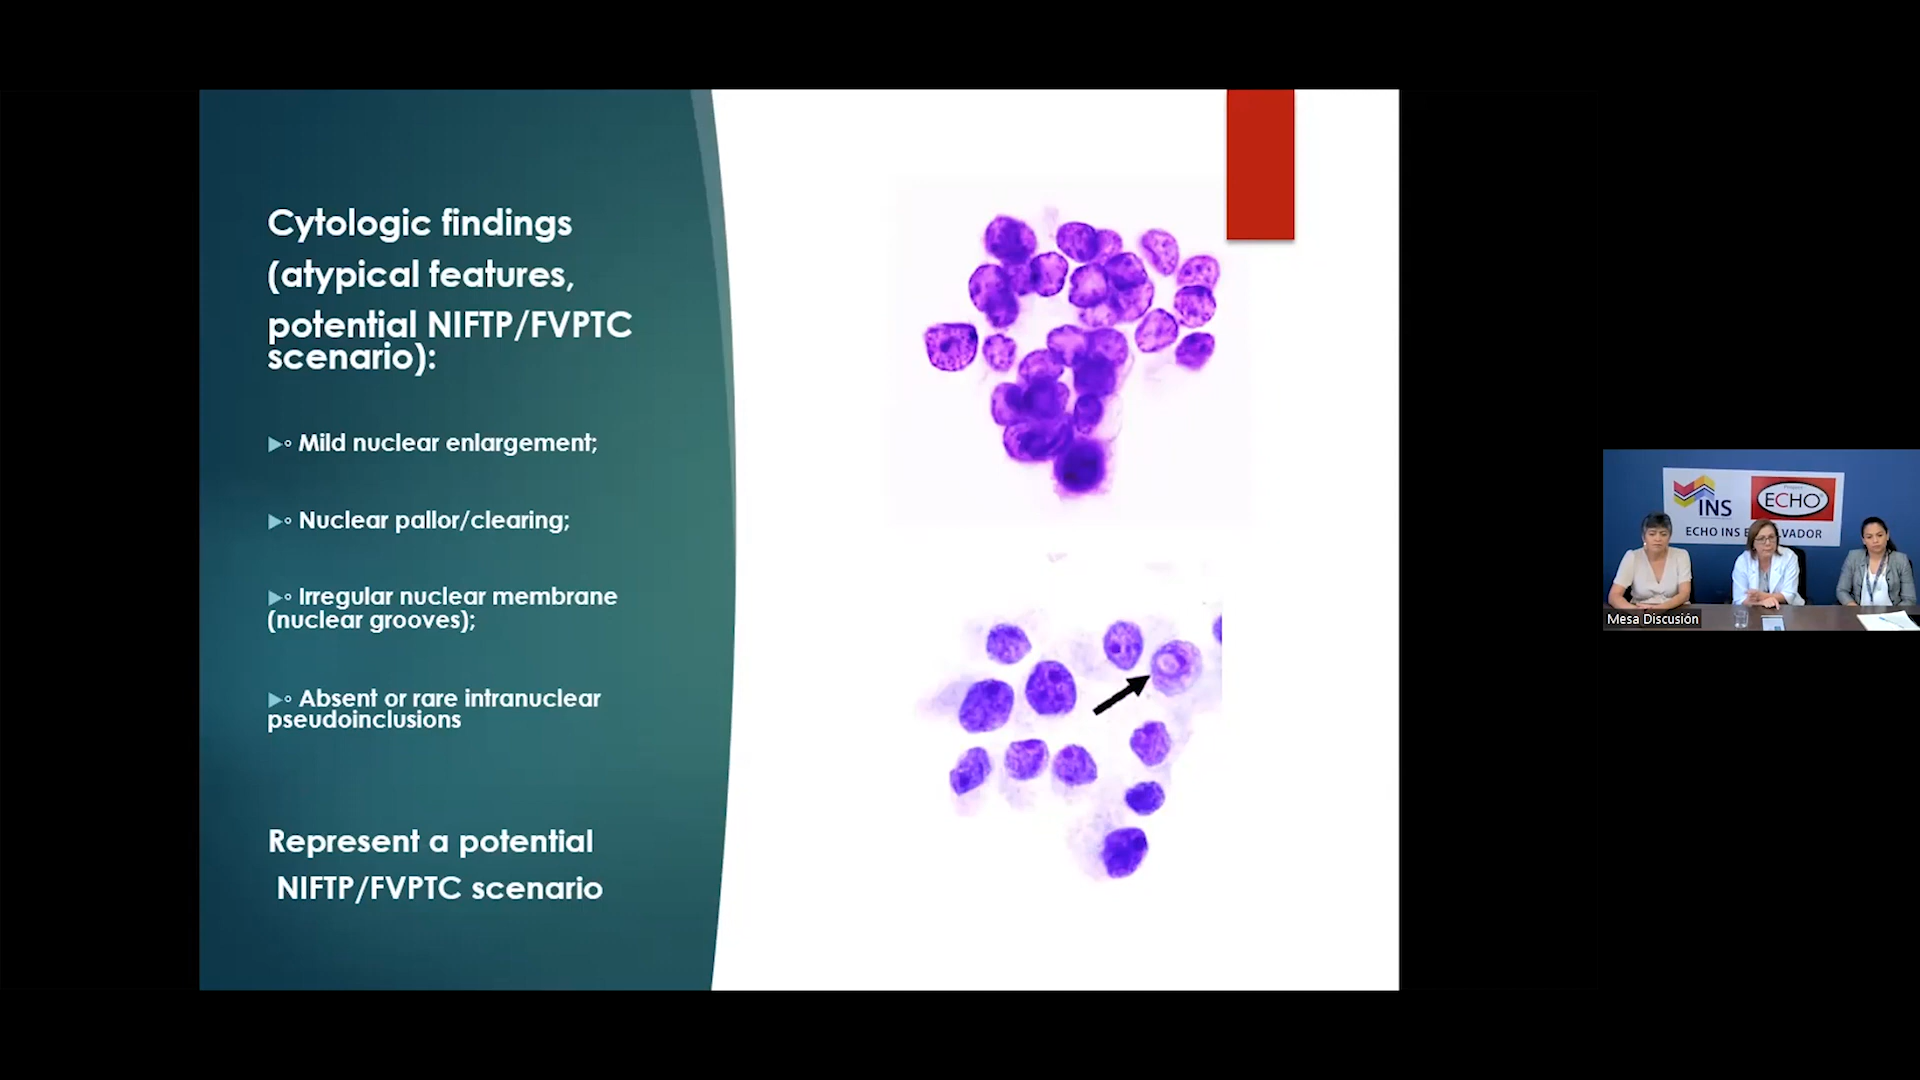 Cytologic findings
(atypical features,
potential NIFTP/FVPTC
scenario):
◦ Mild nuclear enlargement;
◦ Nuclear pallor/clearing;
◦ Irregular nuclear membrane
(nuclear grooves);
◦ Absent or rare intranuclear
pseudoinclusions
Represent a potential
NIFTP/FVPTC scenario
INS
ECHO
ECHO INS E
VADOR
Mesa Discusión